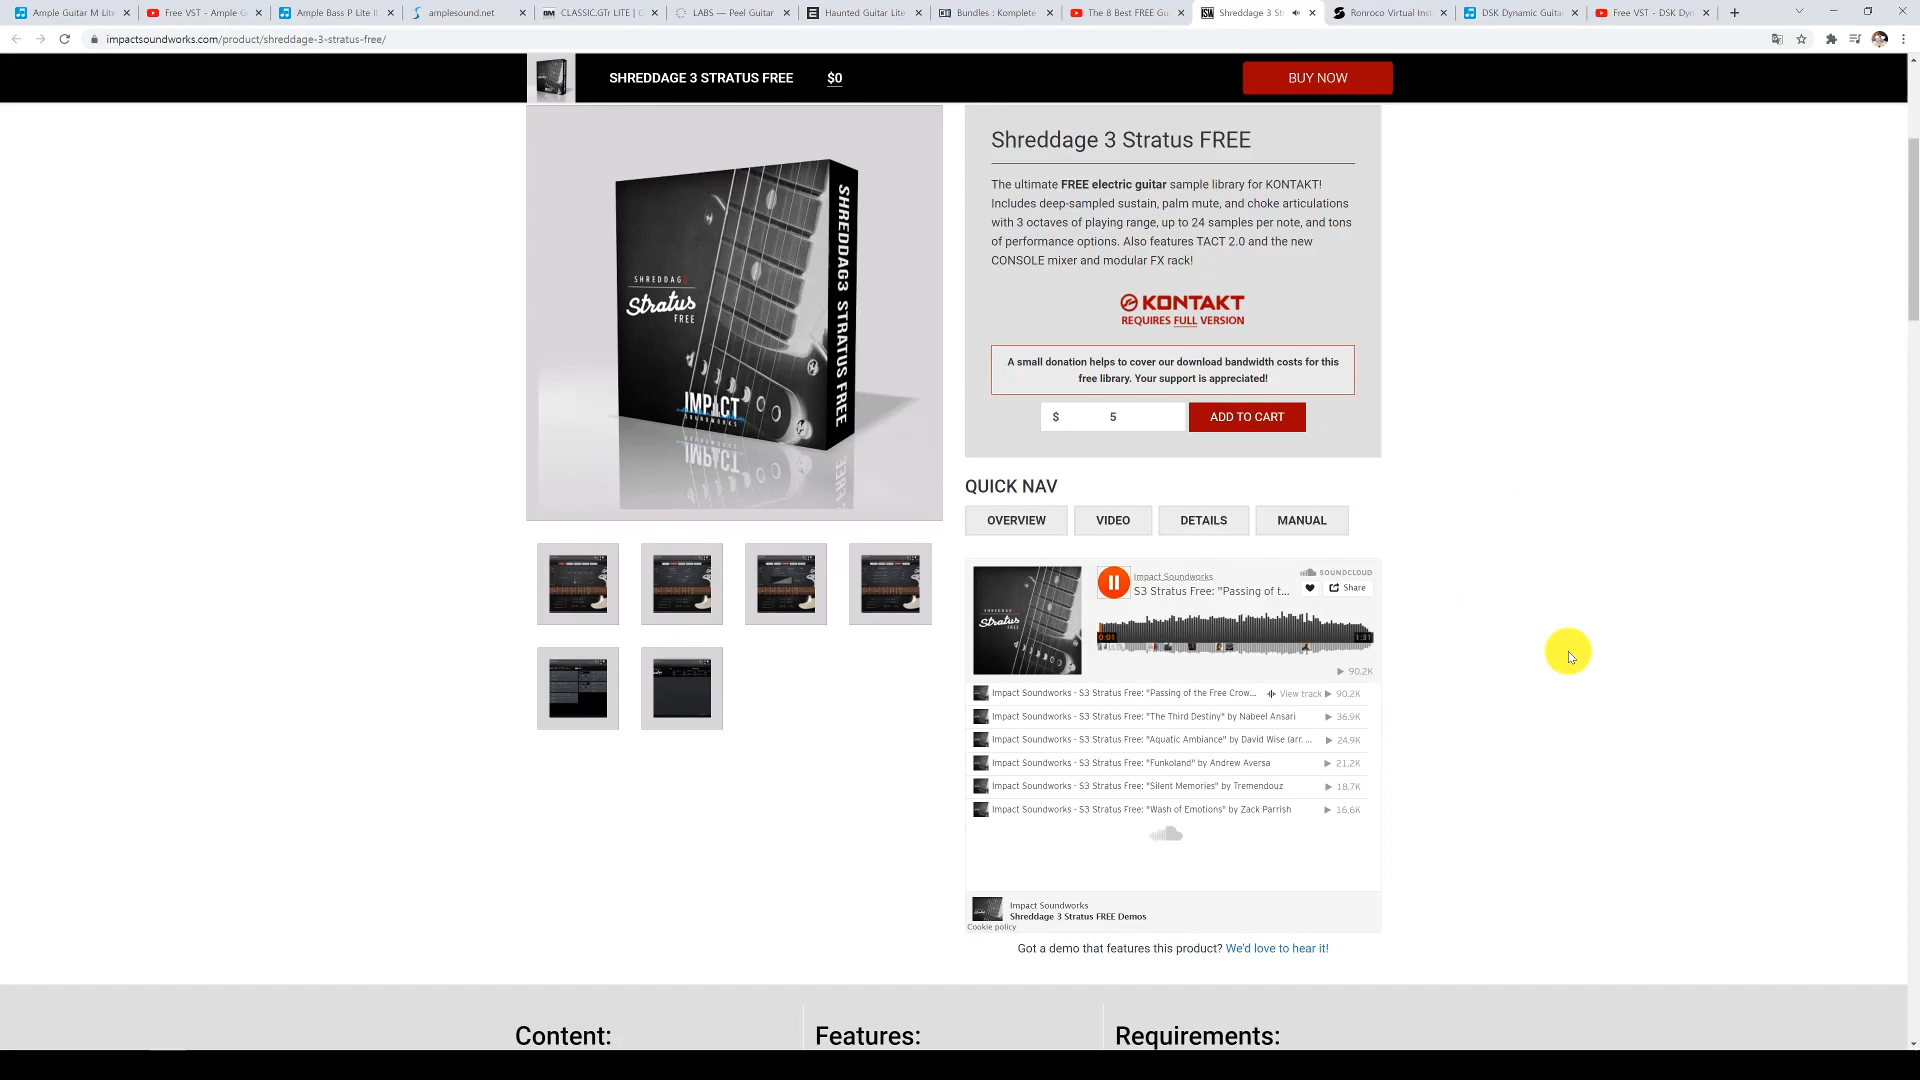 Ample Guitar M Lite
Free VST - Ample G
Ample Bass P Lite II
amplesound.net
CLASSIC.GTr LITE | C
LABS — Peel Guitar
Haunted Guitar Lite
Bundles : Komplete
The 8 Best FREE Gu
Shreddage 3 St
Ronroco Virtual Inst
DSK Dynamic Guita
Free VST - DSK Dyn
impactsoundworks.com/product/shreddage-3-stratus-free/
SHREDDAGE 3 STRATUS FREE $0 BUY NOW
SHREDDAG3
Stratus
FREE
SHREDDAG3 STRATUS FREE
IMPACT
SOUNDWORKS
Shreddage 3 Stratus FREE
The ultimate FREE electric guitar sample library for KONTAKT!
Includes deep-sampled sustain, palm mute, and choke articulations
with 3 octaves of playing range, up to 24 samples per note, and tons
of performance options. Also features TACT 2.0 and the new
CONSOLE mixer and modular FX rack!
KONTAKT
REQUIRES FULL VERSION
A small donation helps to cover our download bandwidth costs for this
free library. Your support is appreciated!
$ 5 ADD TO CART
QUICK NAV
OVERVIEW VIDEO DETAILS MANUAL
Impact Soundworks
SOUNDCLOUD
S3 Stratus Free: "Passing of t...
Share
0:01 1:31
90.2K
Impact Soundworks - S3 Stratus Free: "Passing of the Free Crow... View track 90.2K
Impact Soundworks - S3 Stratus Free: "The Third Destiny" by Nabeel Ansari 36.9K
Impact Soundworks - S3 Stratus Free: "Aquatic Ambiance" by David Wise (arr. ... 24.9K
Impact Soundworks - S3 Stratus Free: "Funkoland" by Andrew Aversa 21.2K
Impact Soundworks - S3 Stratus Free: "Silent Memories" by Tremendouz 18.7K
Impact Soundworks - S3 Stratus Free: "Wash of Emotions" by Zack Parrish 16.6K
Impact Soundworks
Shreddage 3 Stratus FREE Demos
Cookie policy
Got a demo that features this product? We'd love to hear it!
Content: Features: Requirements: